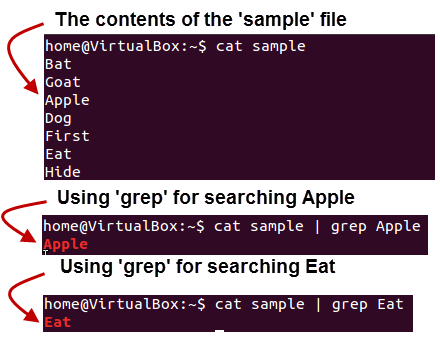 The contents of the 'sample' file
home@VirtualBox:~$ cat sample
Bat
Goat
Apple
Dog
First
Eat
Hide
Using 'grep' for searching Apple
home@VirtualBox:~$ cat sample | grep Apple
Apple
Using 'grep' for searching Eat
home@VirtualBox:~$ cat sample | grep Eat
Eat